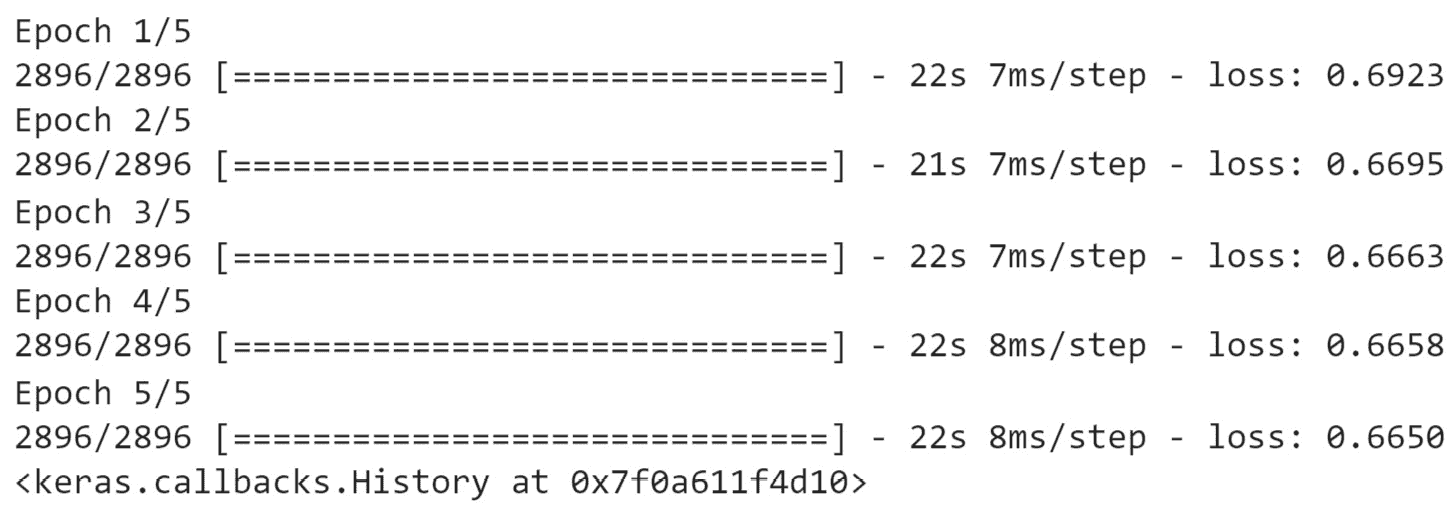 Epoch 1/5
2896/2896 [==============================] - 22s 7ms/step - loss: 0.6923
Epoch 2/5
2896/2896 [==============================] - 21s 7ms/step - loss: 0.6695
Epoch 3/5
2896/2896 [==============================] - 22s 7ms/step - loss: 0.6663
Epoch 4/5
2896/2896 [==============================] - 22s 8ms/step - loss: 0.6658
Epoch 5/5
2896/2896 [==============================] - 22s 8ms/step - loss: 0.6650
<keras.callbacks.History at 0x7f0a611f4d10>